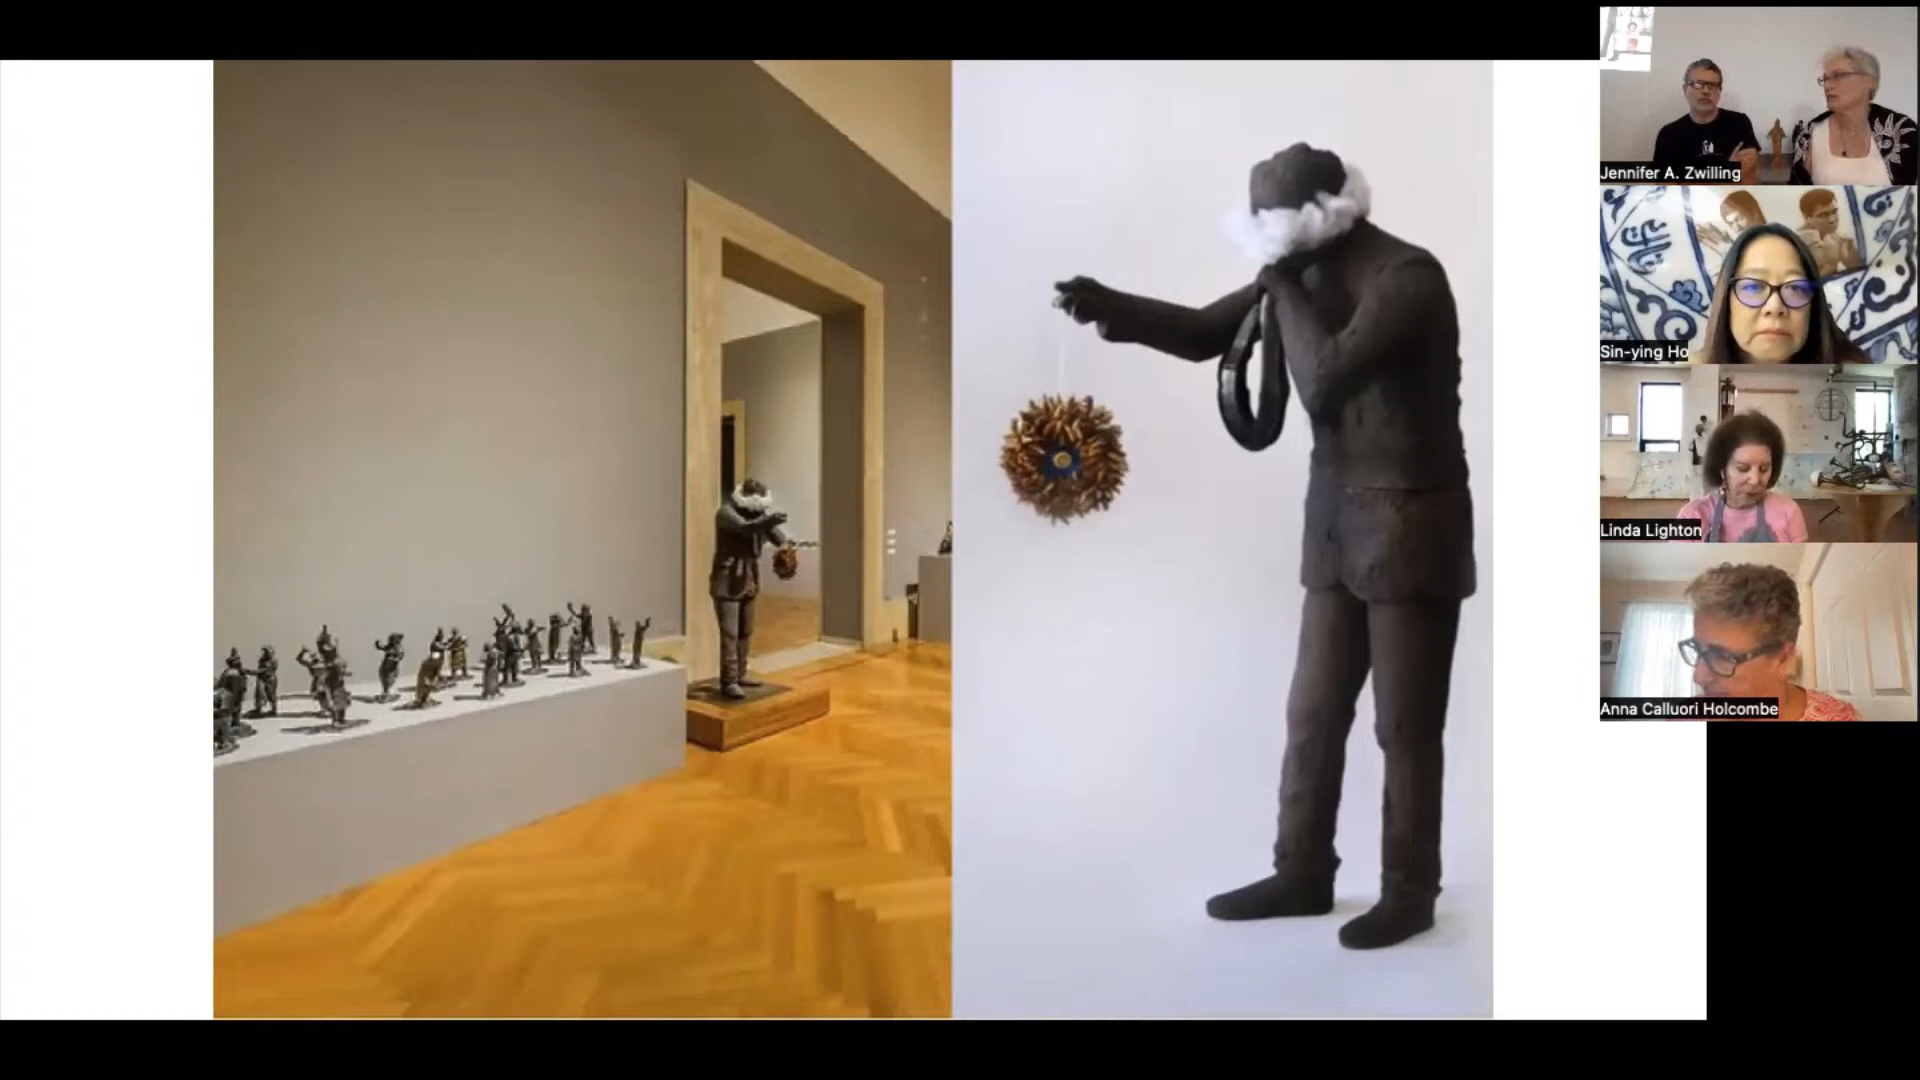 Jennifer A. Zwilling
Sin-ying Ho
Linda Lighton
Anna Calluori Holcombe